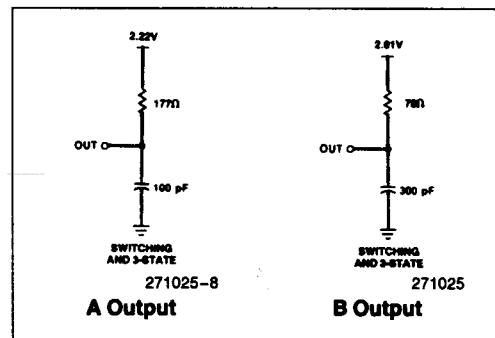 2.22V
177Ω
OUT
100 pF
SWITCHING
AND 3-STATE
271025-8
A Output
2.01V
78Ω
OUT
300 pF
SWITCHING
AND 3-STATE
271025
B Output